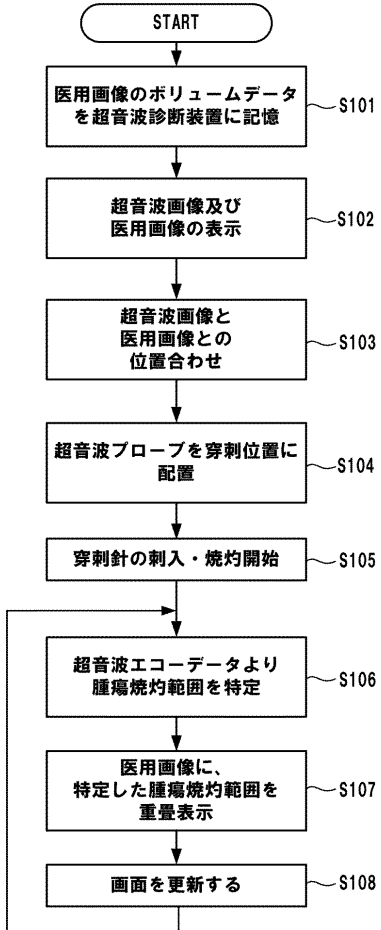 START
医用画像のボリュームデータ
を超音波診断装置に記憶
S101
超音波画像及び
医用画像の表示
S102
超音波画像と
医用画像との
位置合わせ
S103
超音波プローブを穿刺位置に
配置
S104
穿刺針の刺入・焼灼開始
S105
超音波エコーデータより
腫瘍焼灼範囲を特定
S106
医用画像に、
特定した腫瘍焼灼範囲を
重畳表示
S107
画面を更新する
S108